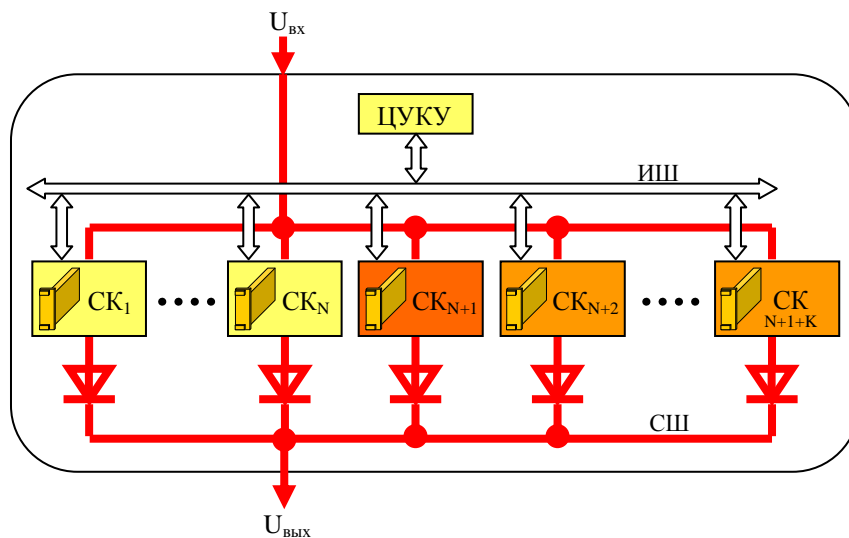 Uвх
ЦУКУ
ИШ
СК1
СКN
СКN+1
СКN+2
СК
N+1+K
СШ
Uвых